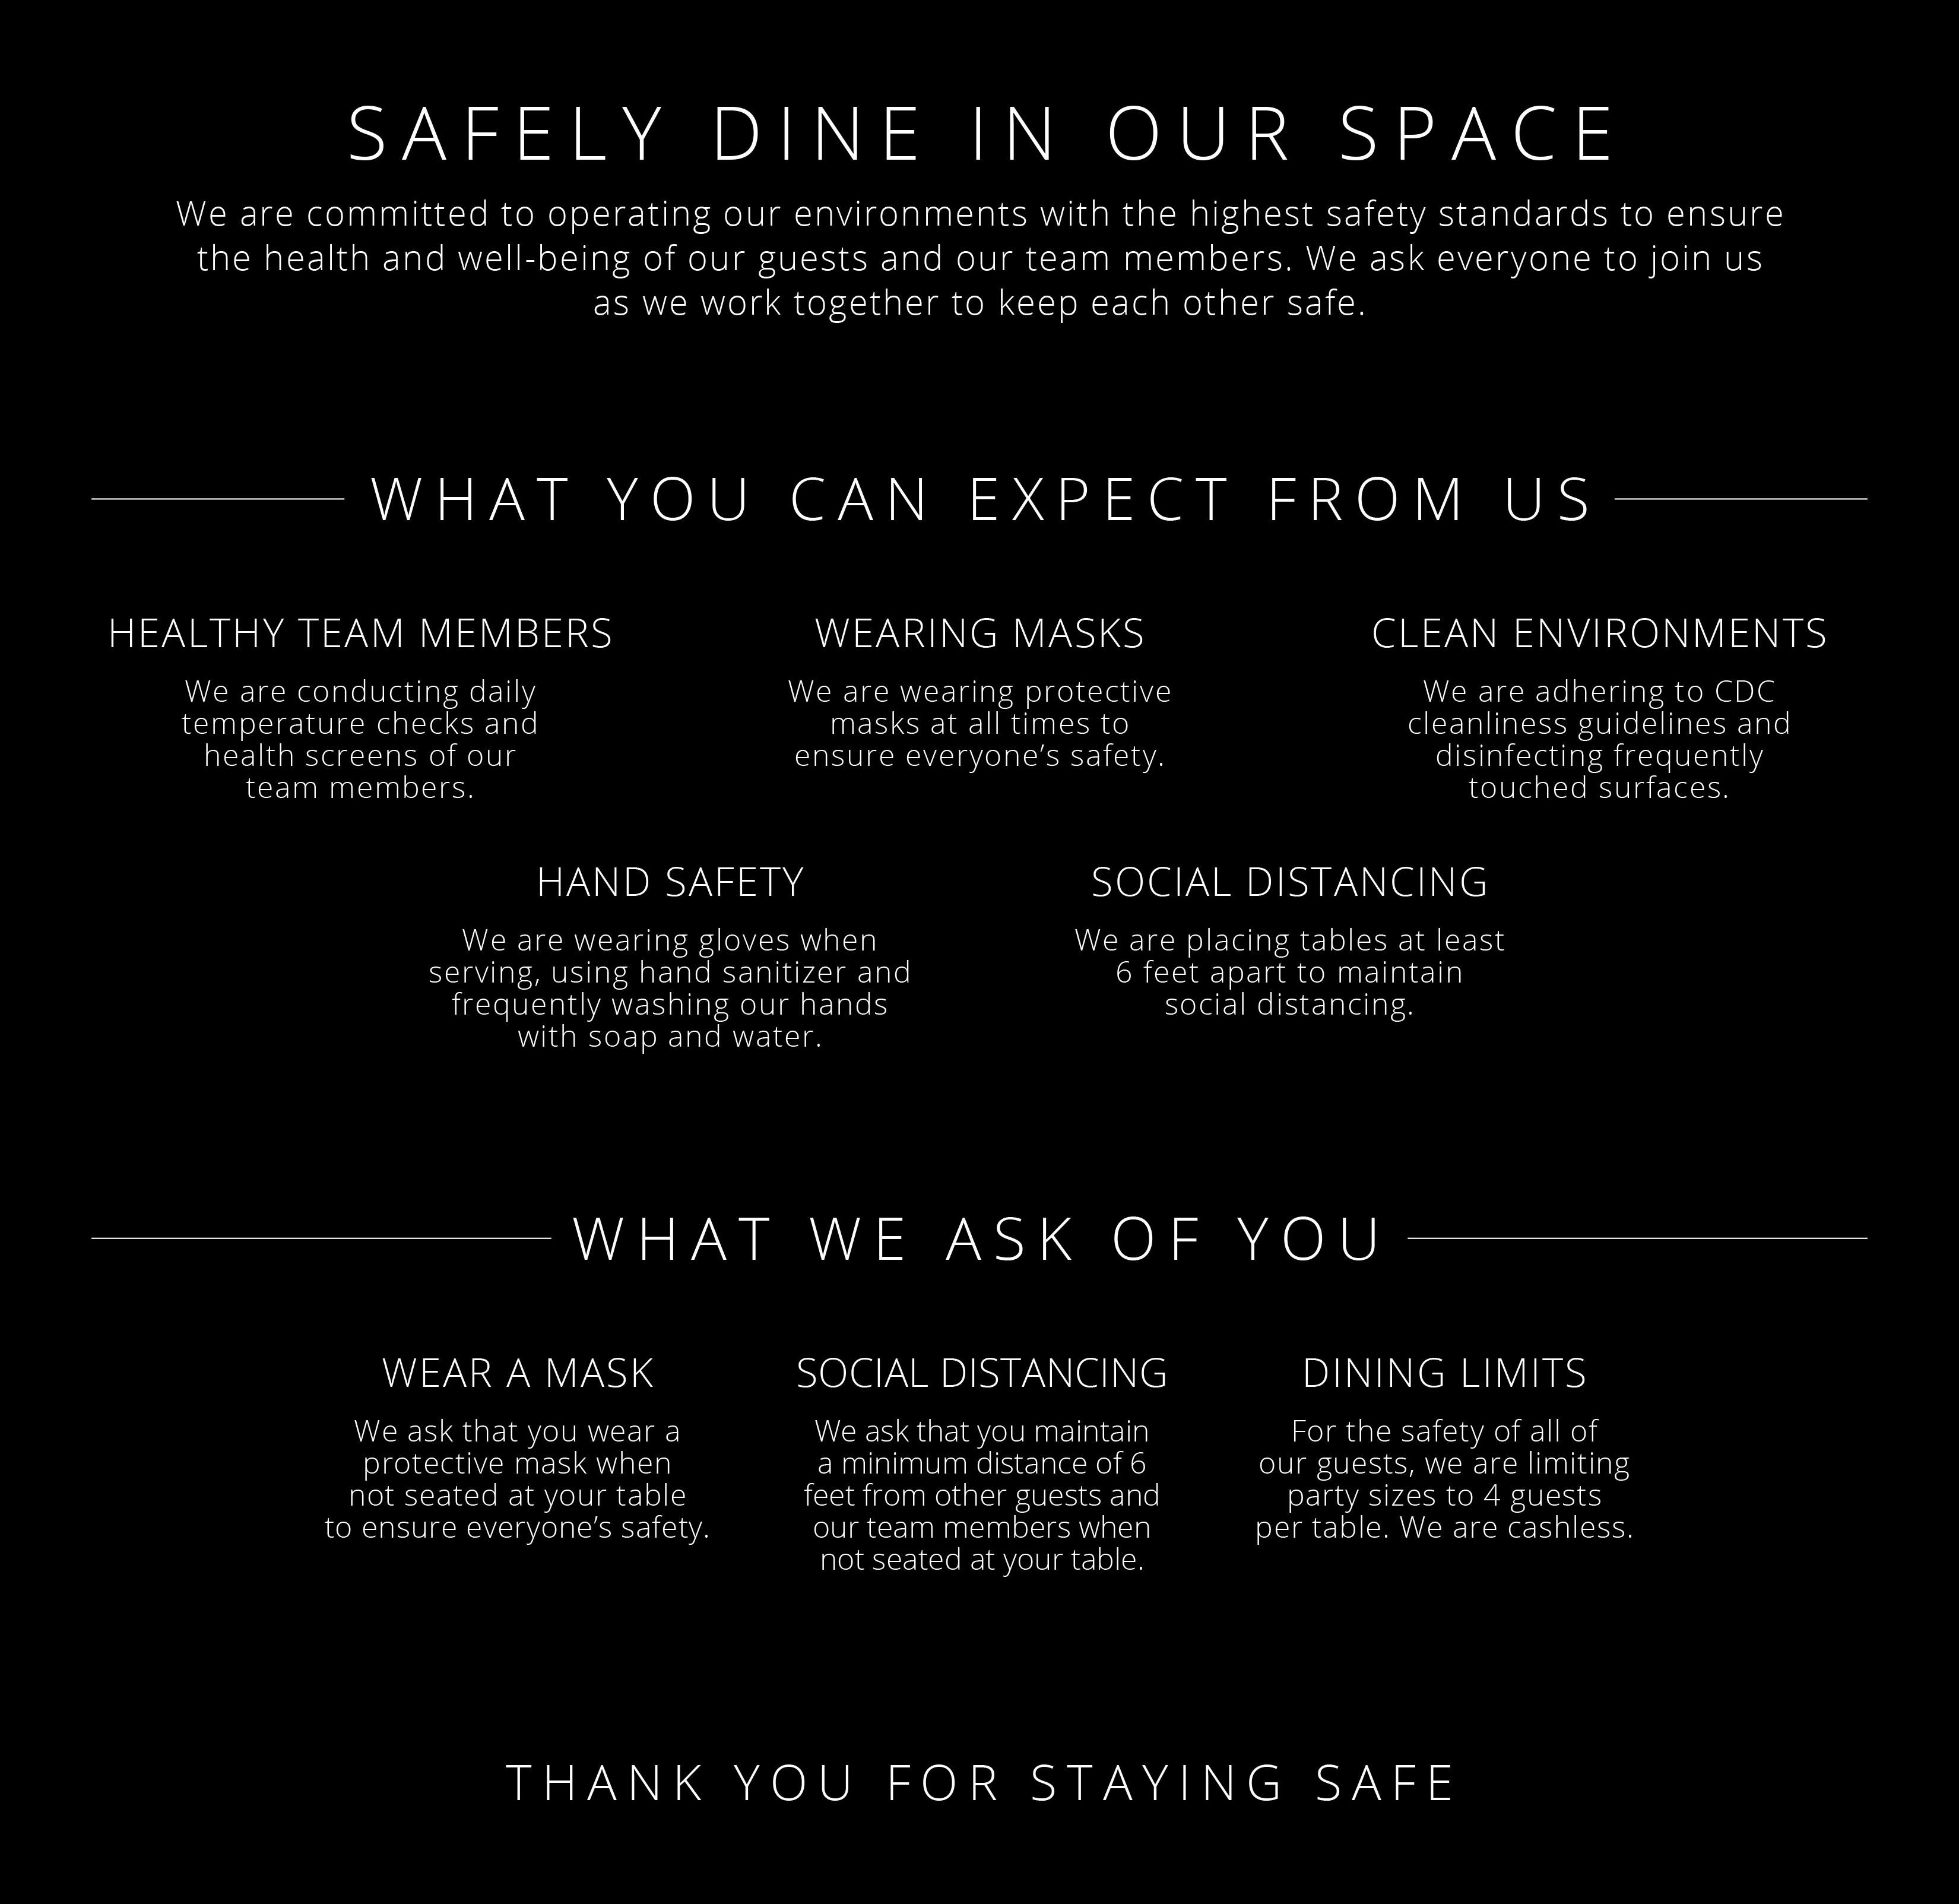 SAFELY DINE IN OUR SPACE
We are committed to operating our environments with the highest safety standards to ensure
the health and well-being of our guests and our team members. We ask everyone to join us
as we work together to keep each other safe.
WHAT YOU CAN EXPECT FROM US
HEALTHY TEAM MEMBERS
We are conducting daily
temperature checks and
health screens of our
team members.
WEARING MASKS
We are wearing protective
masks at all times to
ensure everyone’s safety.
CLEAN ENVIRONMENTS
We are adhering to CDC
cleanliness guidelines and
disinfecting frequently
touched surfaces.
HAND SAFETY
We are wearing gloves when
serving, using hand sanitizer and
frequently washing our hands
with soap and water.
SOCIAL DISTANCING
We are placing tables at least
6 feet apart to maintain
social distancing.
WHAT WE ASK OF YOU
WEAR A MASK
We ask that you wear a
protective mask when
not seated at your table
to ensure everyone’s safety.
SOCIAL DISTANCING
We ask that you maintain
a minimum distance of 6
feet from other guests and
our team members when
not seated at your table.
DINING LIMITS
For the safety of all of
our guests, we are limiting
party sizes to 4 guests
per table. We are cashless.
THANK YOU FOR STAYING SAFE